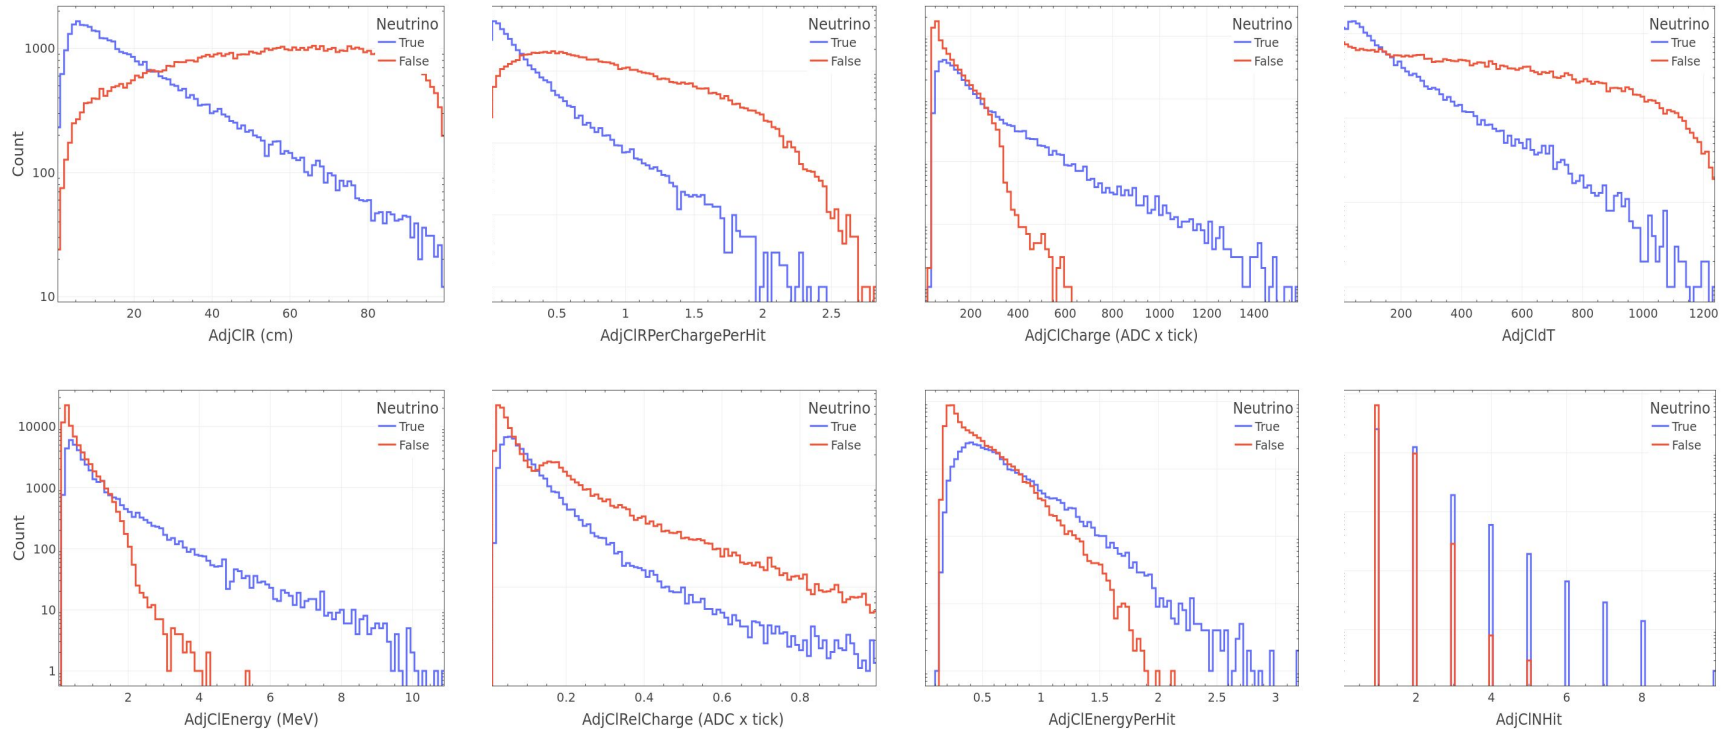 Neutrino
True
False
Count
1000
100
10
20
40
60
80
AdjClR (cm)
Neutrino
True
False
0.5
1
1.5
2
2.5
AdjClRPerChargePerHit
Neutrino
True
False
200
400
600
800
1000
1200
1400
AdjClCharge (ADC x tick)
Neutrino
True
False
200
400
600
800
1000
1200
AdjCldT
Neutrino
True
False
Count
10000
1000
100
10
1
2
4
6
8
10
AdjClEnergy (MeV)
Neutrino
True
False
0.2
0.4
0.6
0.8
AdjClRelCharge (ADC x tick)
Neutrino
True
False
0.5
1
1.5
2
2.5
3
AdjClEnergyPerHit
Neutrino
True
False
2
4
6
8
AdjClNHit